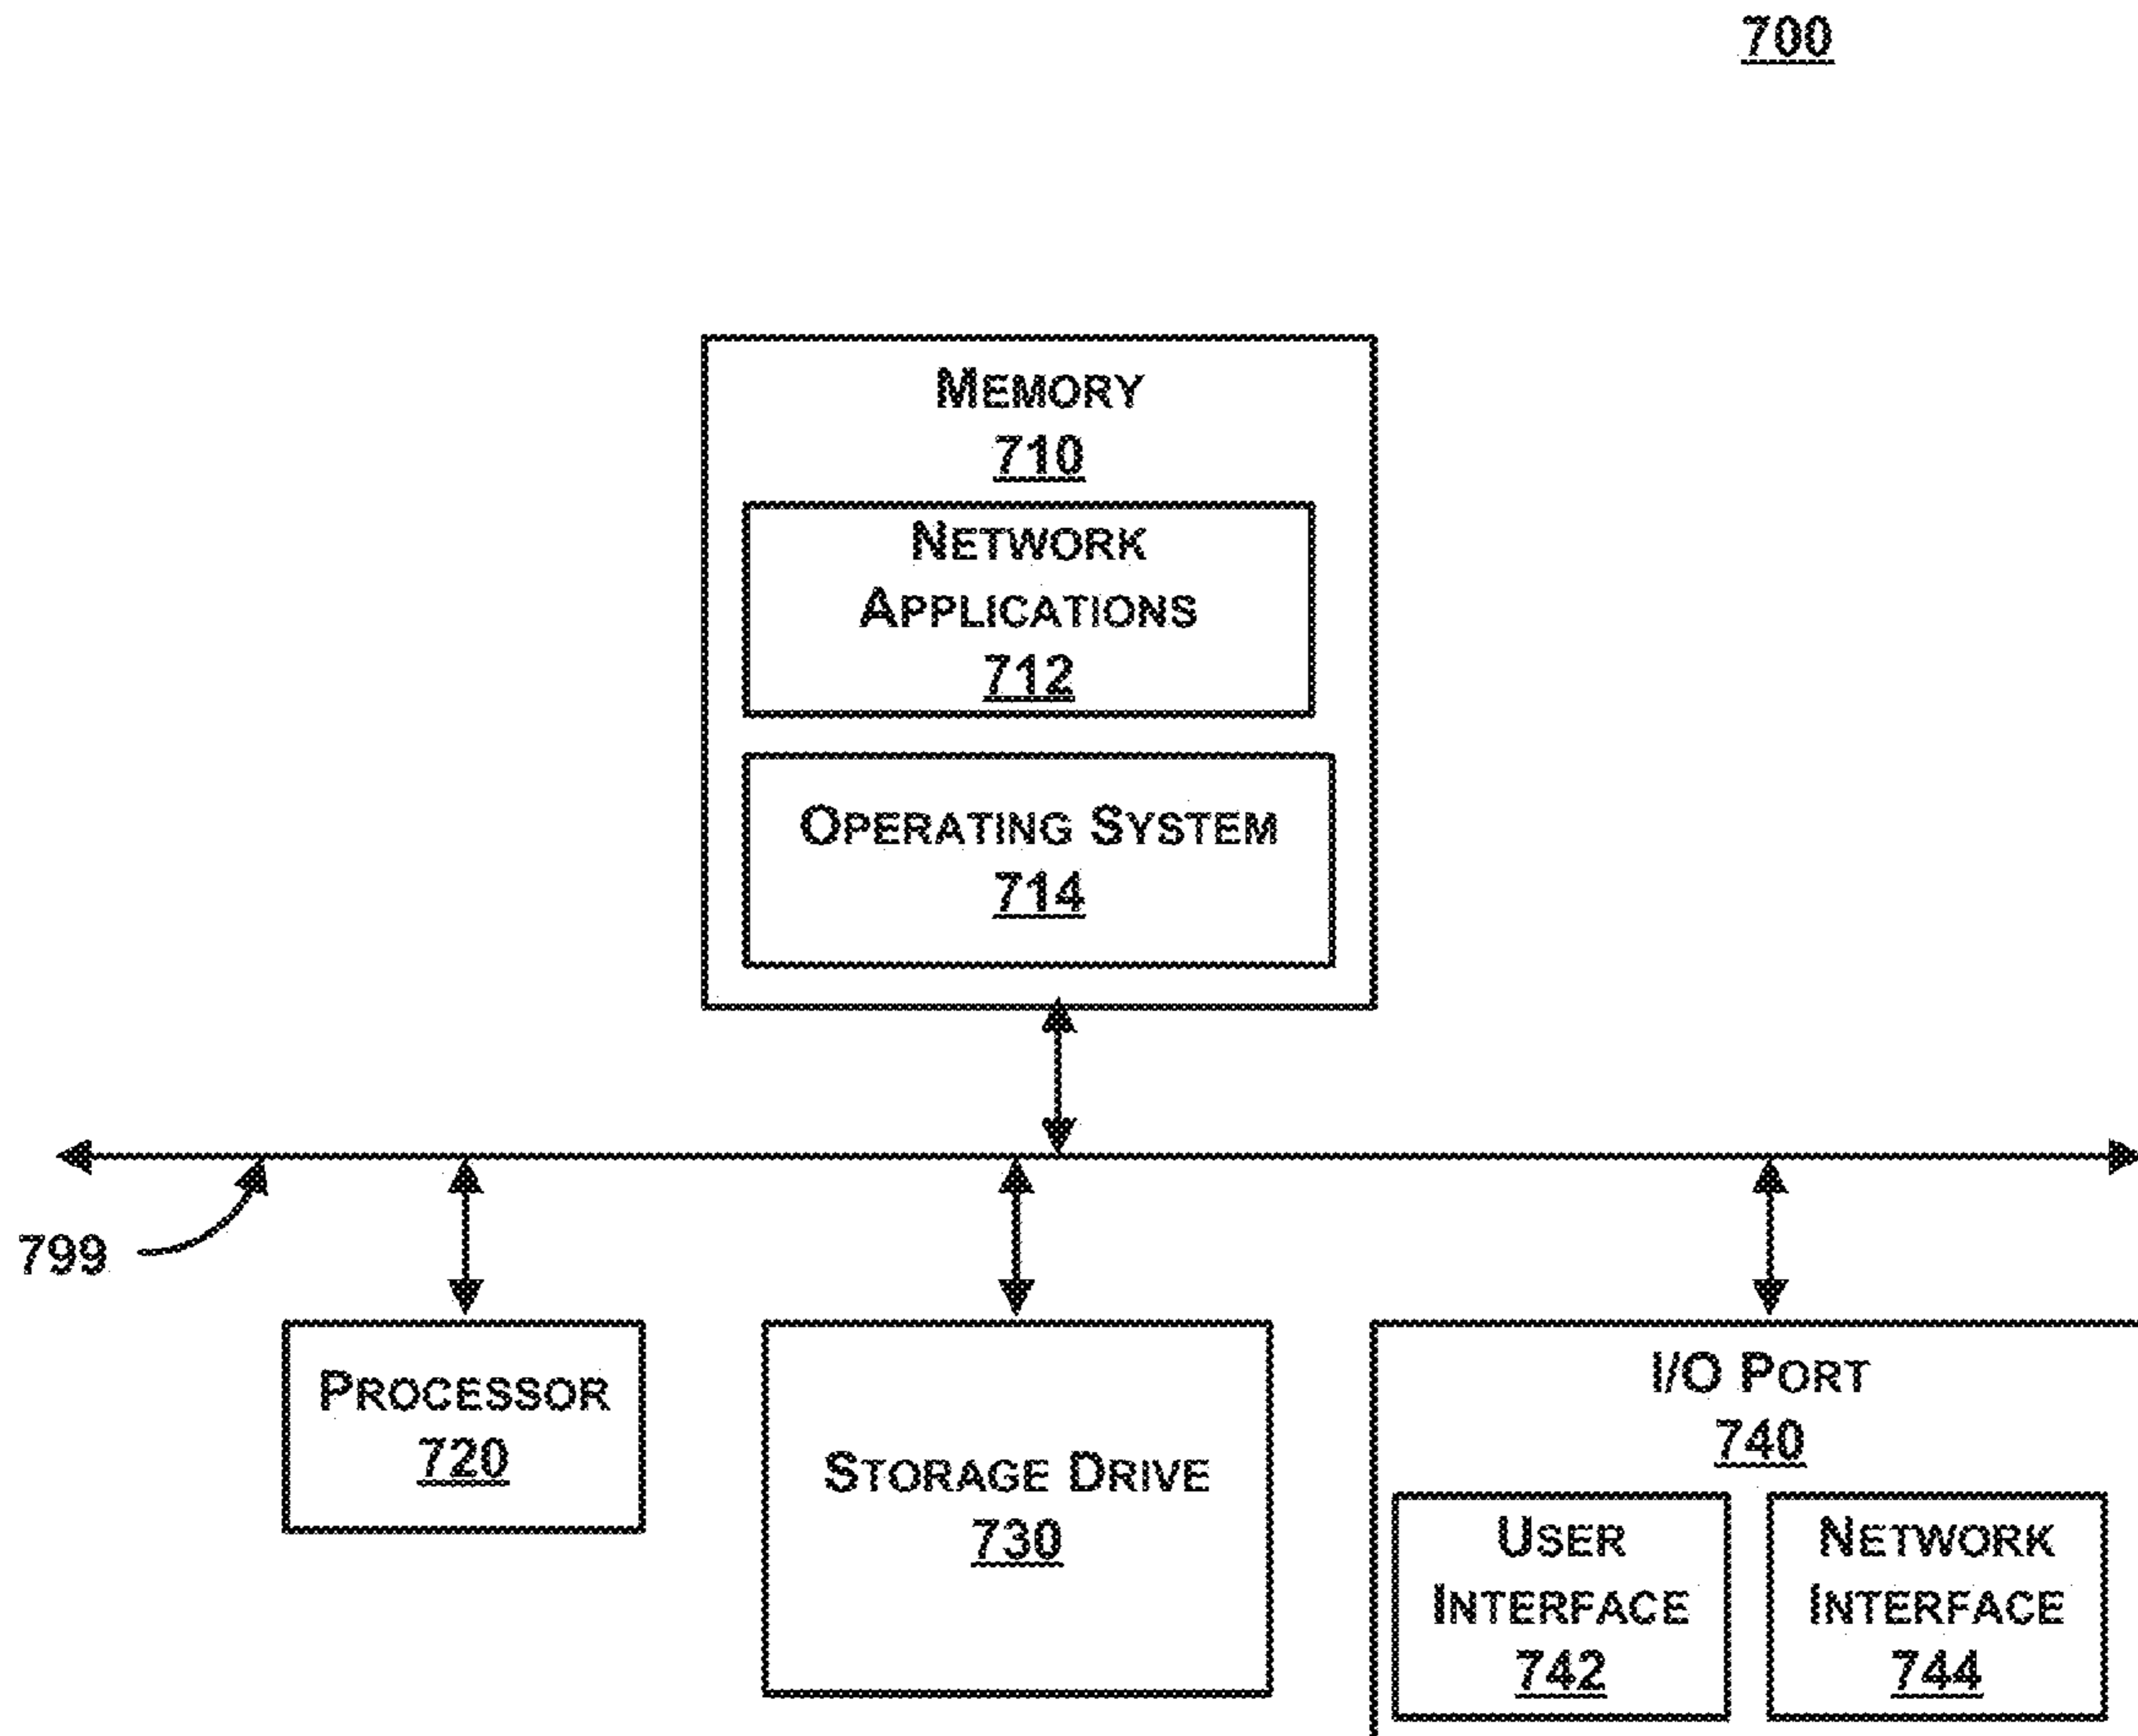 700
MEMORY
710
NETWORK
APPLICATIONS
712
OPERATING SYSTEM
714
799
PROCESSOR
720
STORAGE DRIVE
730
I/O PORT
740
USER
INTERFACE
742
NETWORK
INTERFACE
744